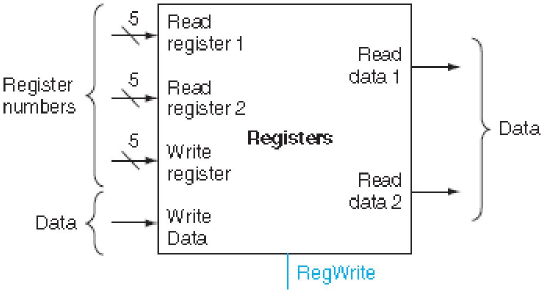 5
Read
register 1
5
Read
register 2
Register
numbers
5
Write
register
Registers
Data
Write
Data
Read
data 1
Read
data 2
Data
RegWrite